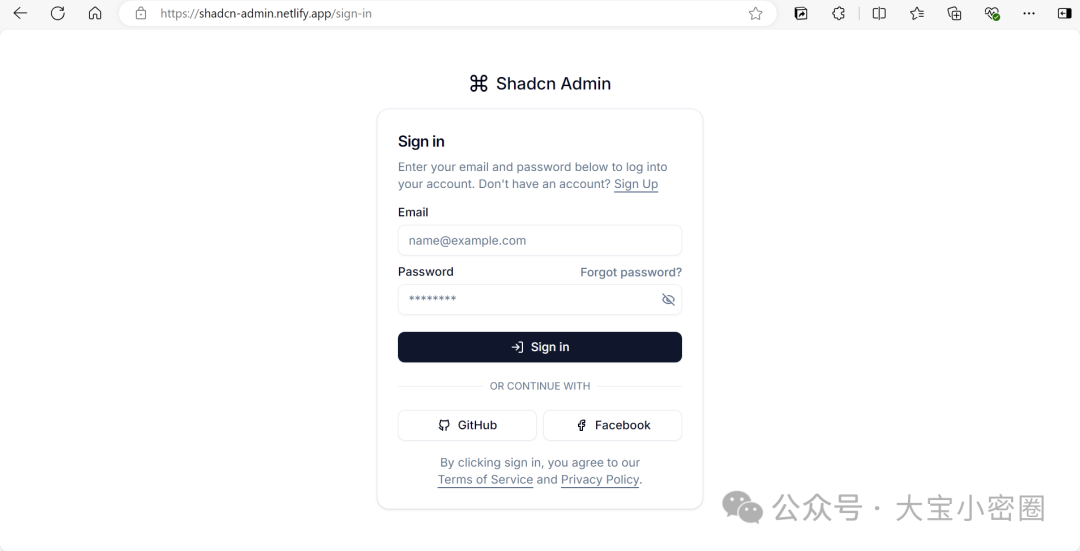 https://shadcn-admin.netlify.app/sign-in
Shadcn Admin
Sign in
Enter your email and password below to log into
your account. Don't have an account? Sign Up
Email
name@example.com
Password Forgot password?
********
Sign in
OR CONTINUE WITH
GitHub Facebook
By clicking sign in, you agree to our
Terms of Service and Privacy Policy.
公众号 · 大宝小密圈